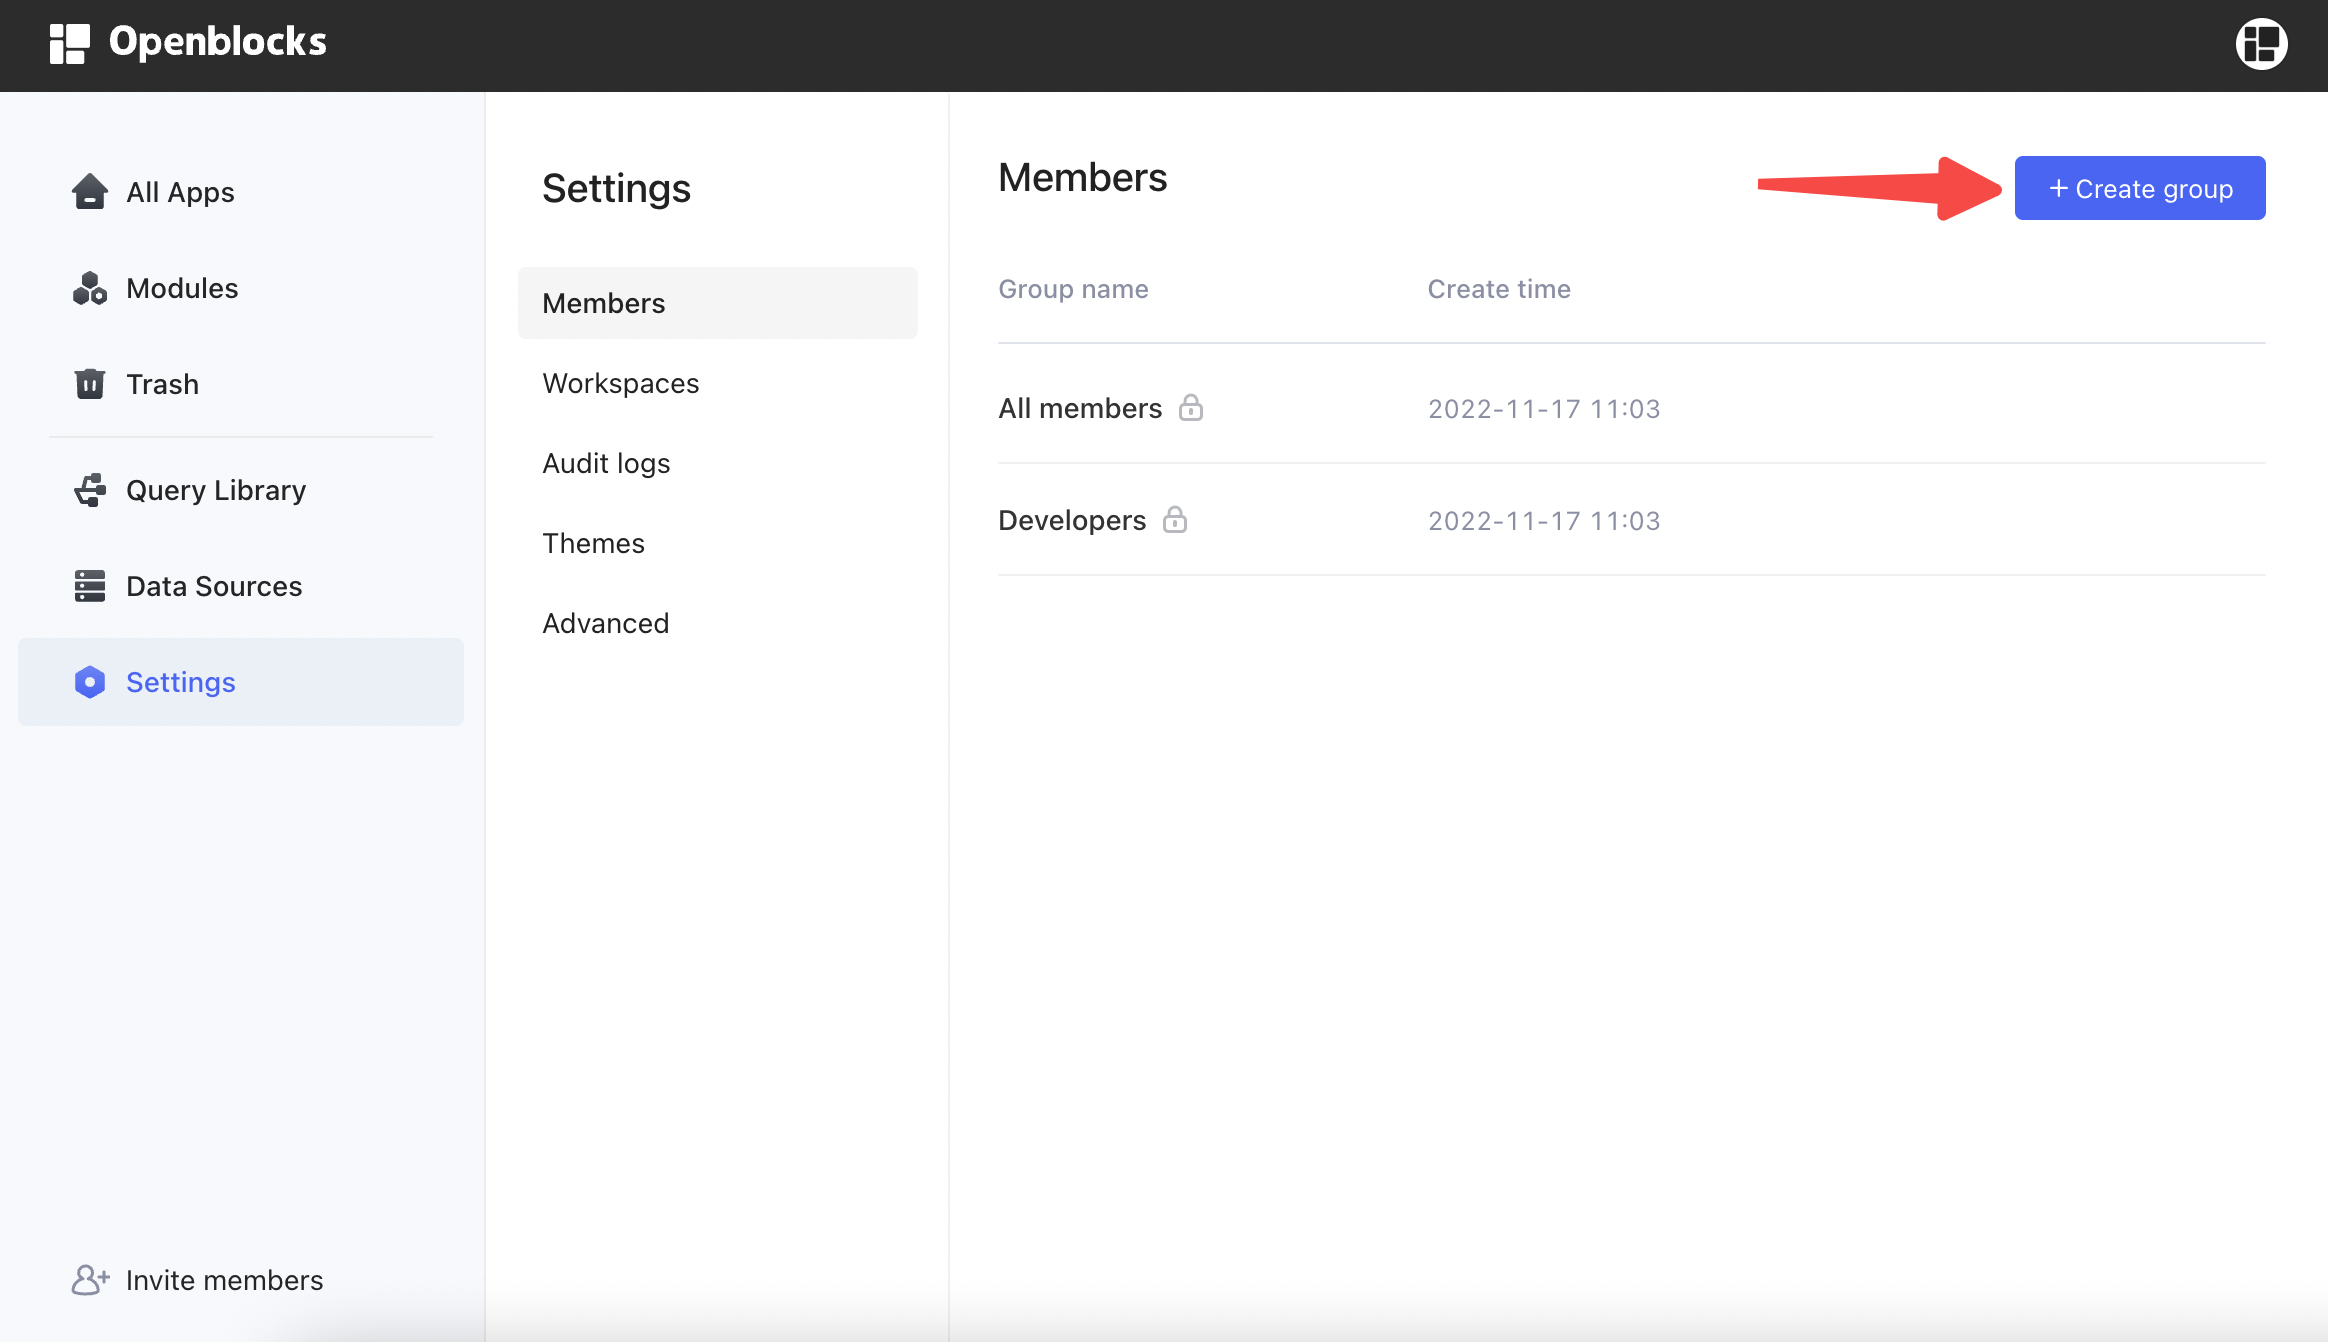 Openblocks
All Apps
Modules
Trash
Query Library
Data Sources
Settings
Invite members
Settings
Members
Workspaces
Audit logs
Themes
Advanced
Members
+ Create group
Group name Create time
All members 2022-11-17 11:03
Developers 2022-11-17 11:03